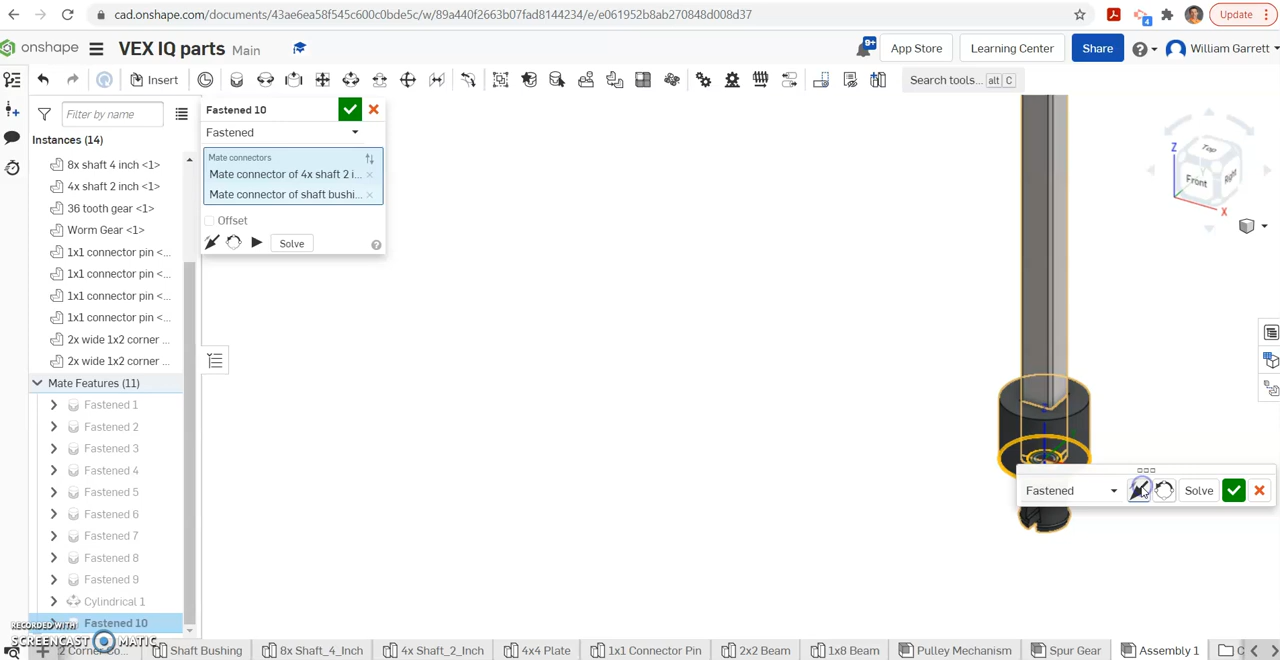 cad.onshape.com/documents/43ae6ea58f545c600c0bde5c/w/69a440f2663b07fad8144234/e/e061952b8ab270848d008d37
4
Update
onshape
VEX IQ parts Main
9+
App Store
Learning Center
Share
William Garrett
Insert
Search tools... alt C
Filter by name
Instances (14)
8x shaft 4 inch <1>
4x shaft 2 inch <1>
36 tooth gear <1>
Worm Gear <1>
1x1 connector pin <...
1x1 connector pin <...
1x1 connector pin <...
1x1 connector pin <...
2x wide 1x2 corner ...
2x wide 1x2 corner ...
Mate Features (11)
Fastened 1
Fastened 2
Fastened 3
Fastened 4
Fastened 5
Fastened 6
Fastened 7
Fastened 8
Fastened 9
Cylindrical 1
Fastened 10
Fastened 10
Fastened
Mate connectors
Mate connector of 4x shaft 2 i...
Mate connector of shaft bushi...
Offset
Solve
Top
Front
Right
Z
X
Fastened
Solve
RECORDED WITH
SCREENCAST MATIC
Shaft Bushing
8x Shaft_4_Inch
4x Shaft_2_Inch
4x4 Plate
1x1 Connector Pin
2x2 Beam
1x8 Beam
Pulley Mechanism
Spur Gear
Assembly 1